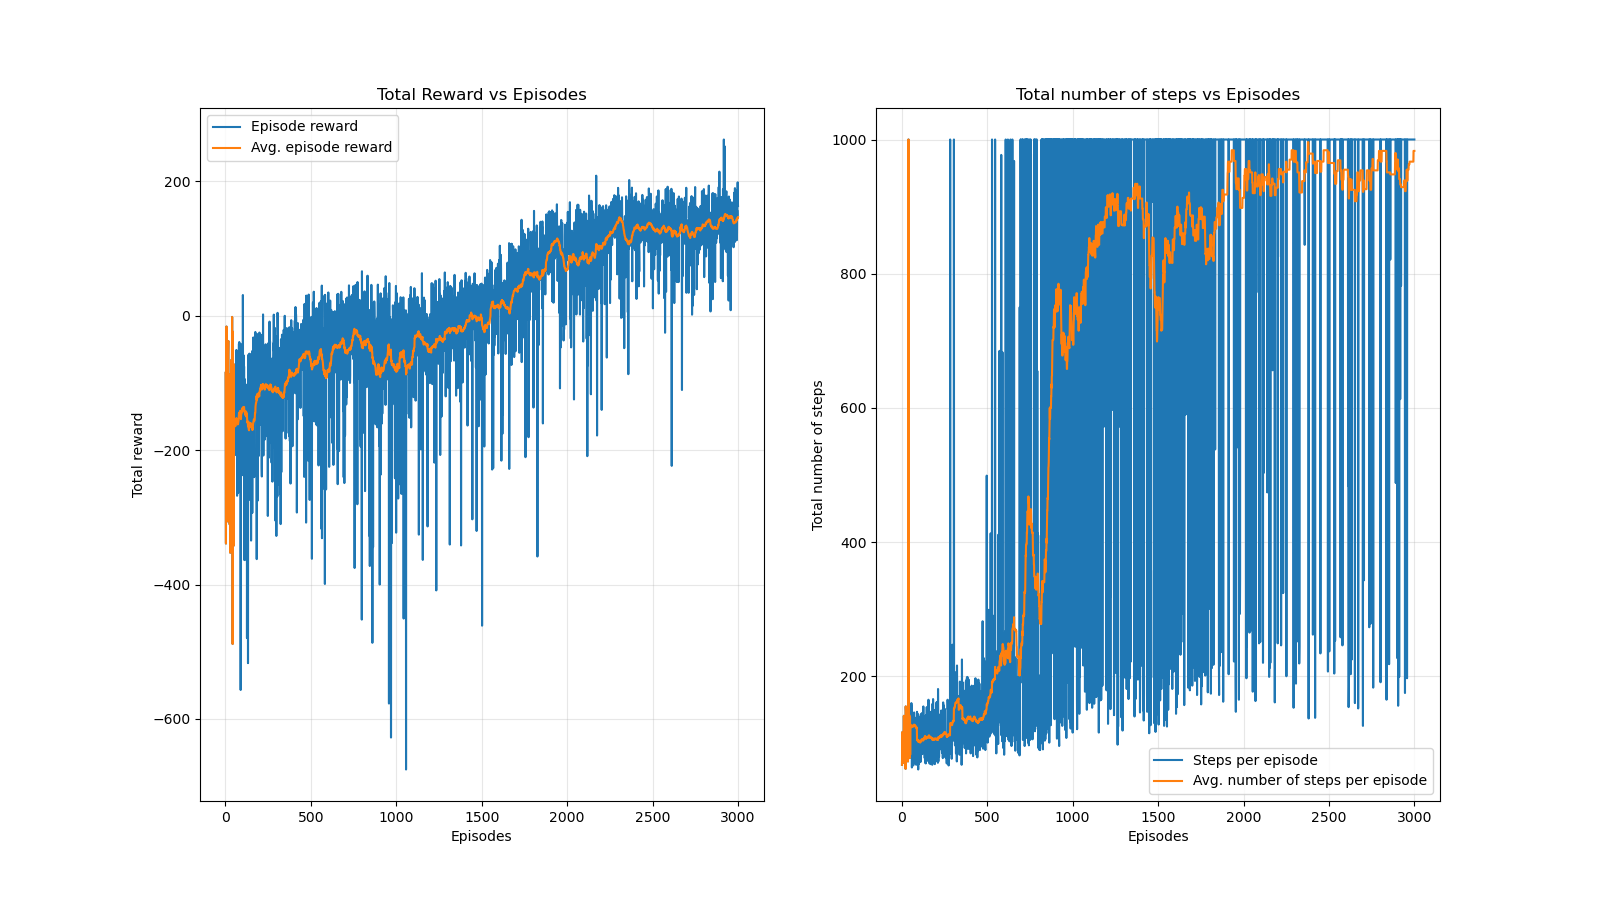 Total Reward vs Episodes
Episode reward
Avg. episode reward
200
0
−200
−400
−600
Total reward
0
500
1000
1500
2000
2500
3000
Episodes
Total number of steps vs Episodes
1000
800
600
400
200
Total number of steps
Steps per episode
Avg. number of steps per episode
0
500
1000
1500
2000
2500
3000
Episodes